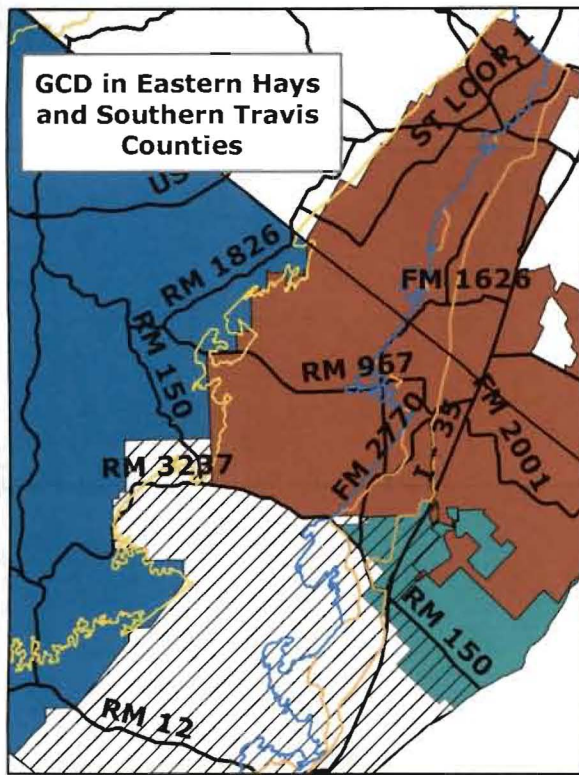 GCD in Eastern Hays
and Southern Travis
Counties
ST LOOP 1
US
RM 1826
FM 1626
RM 150
RM 967
FM 2770
I-35
FM 2001
RM 3237
RM 150
RM 12